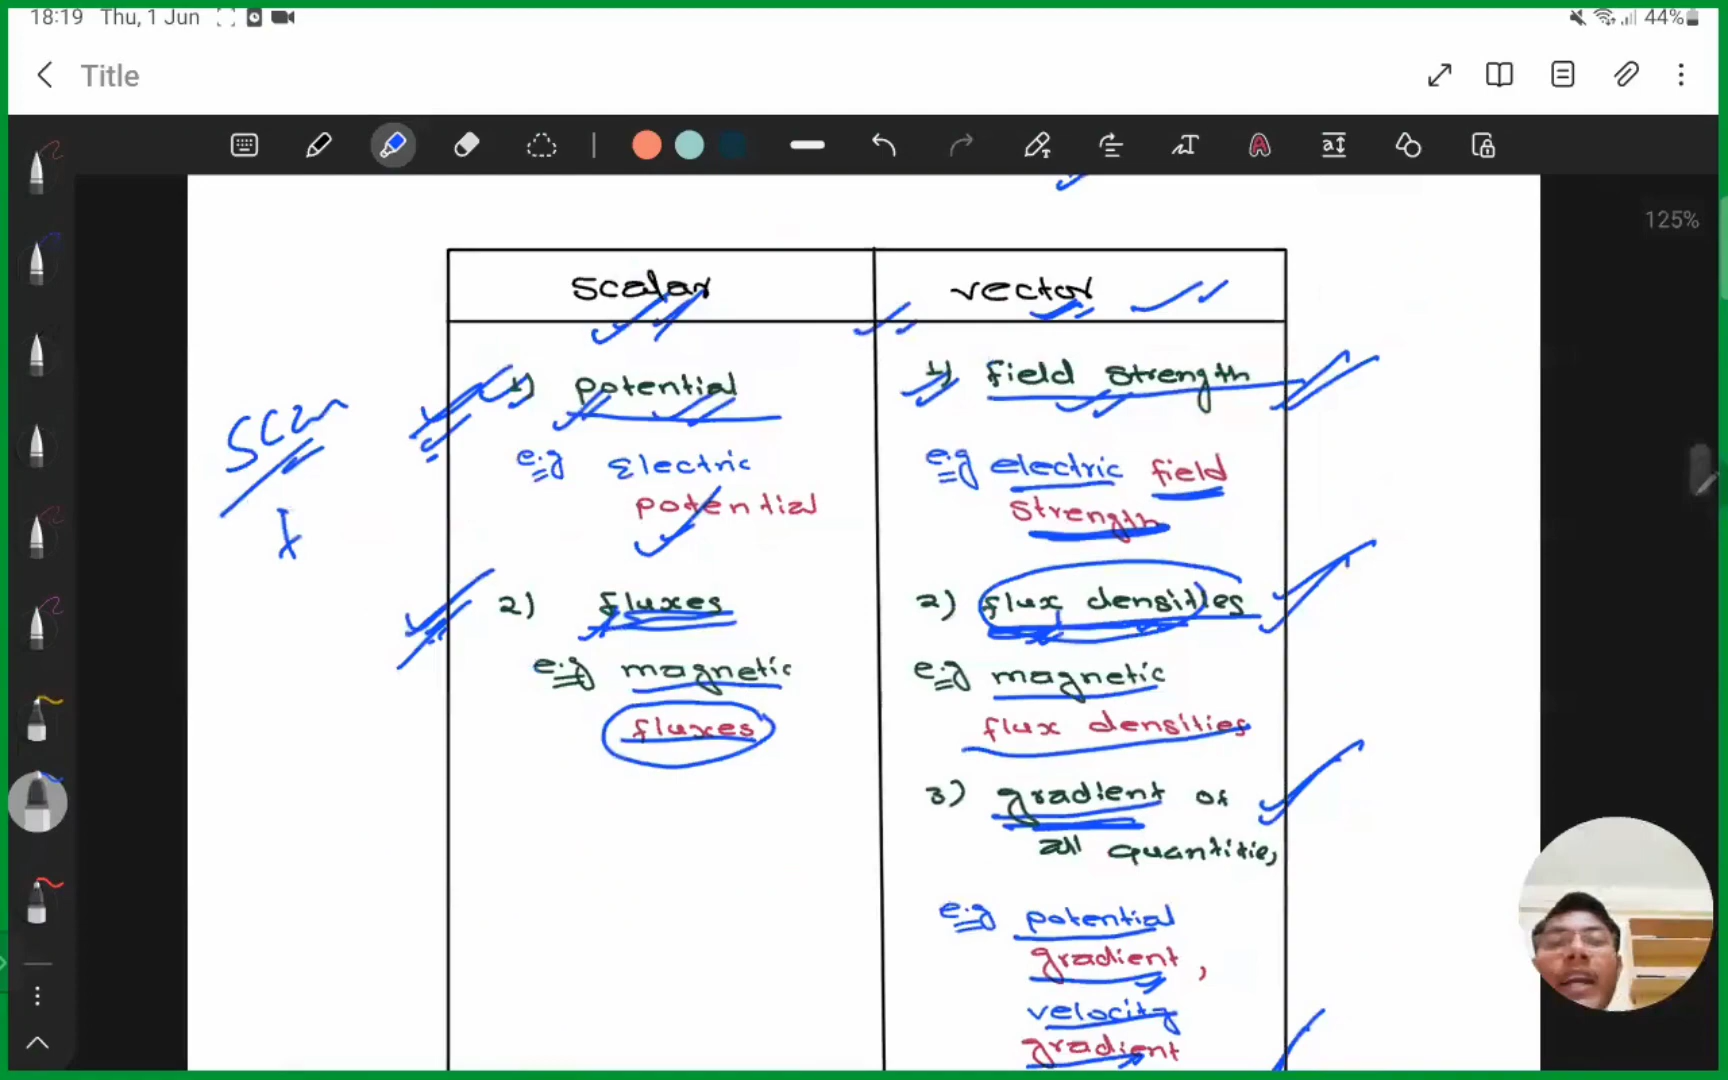 18:19 Thu, 1 Jun
44%
Title
125%
scalar
vector
1) potential
e.g Electric
potential
2) fluxes
e.g magnetic
fluxes
1) field strength
e.g electric field
strength
2) flux densities
e.g magnetic
flux densities
3) gradient of
all quantities
e.g potential
gradient,
velocity
gradient